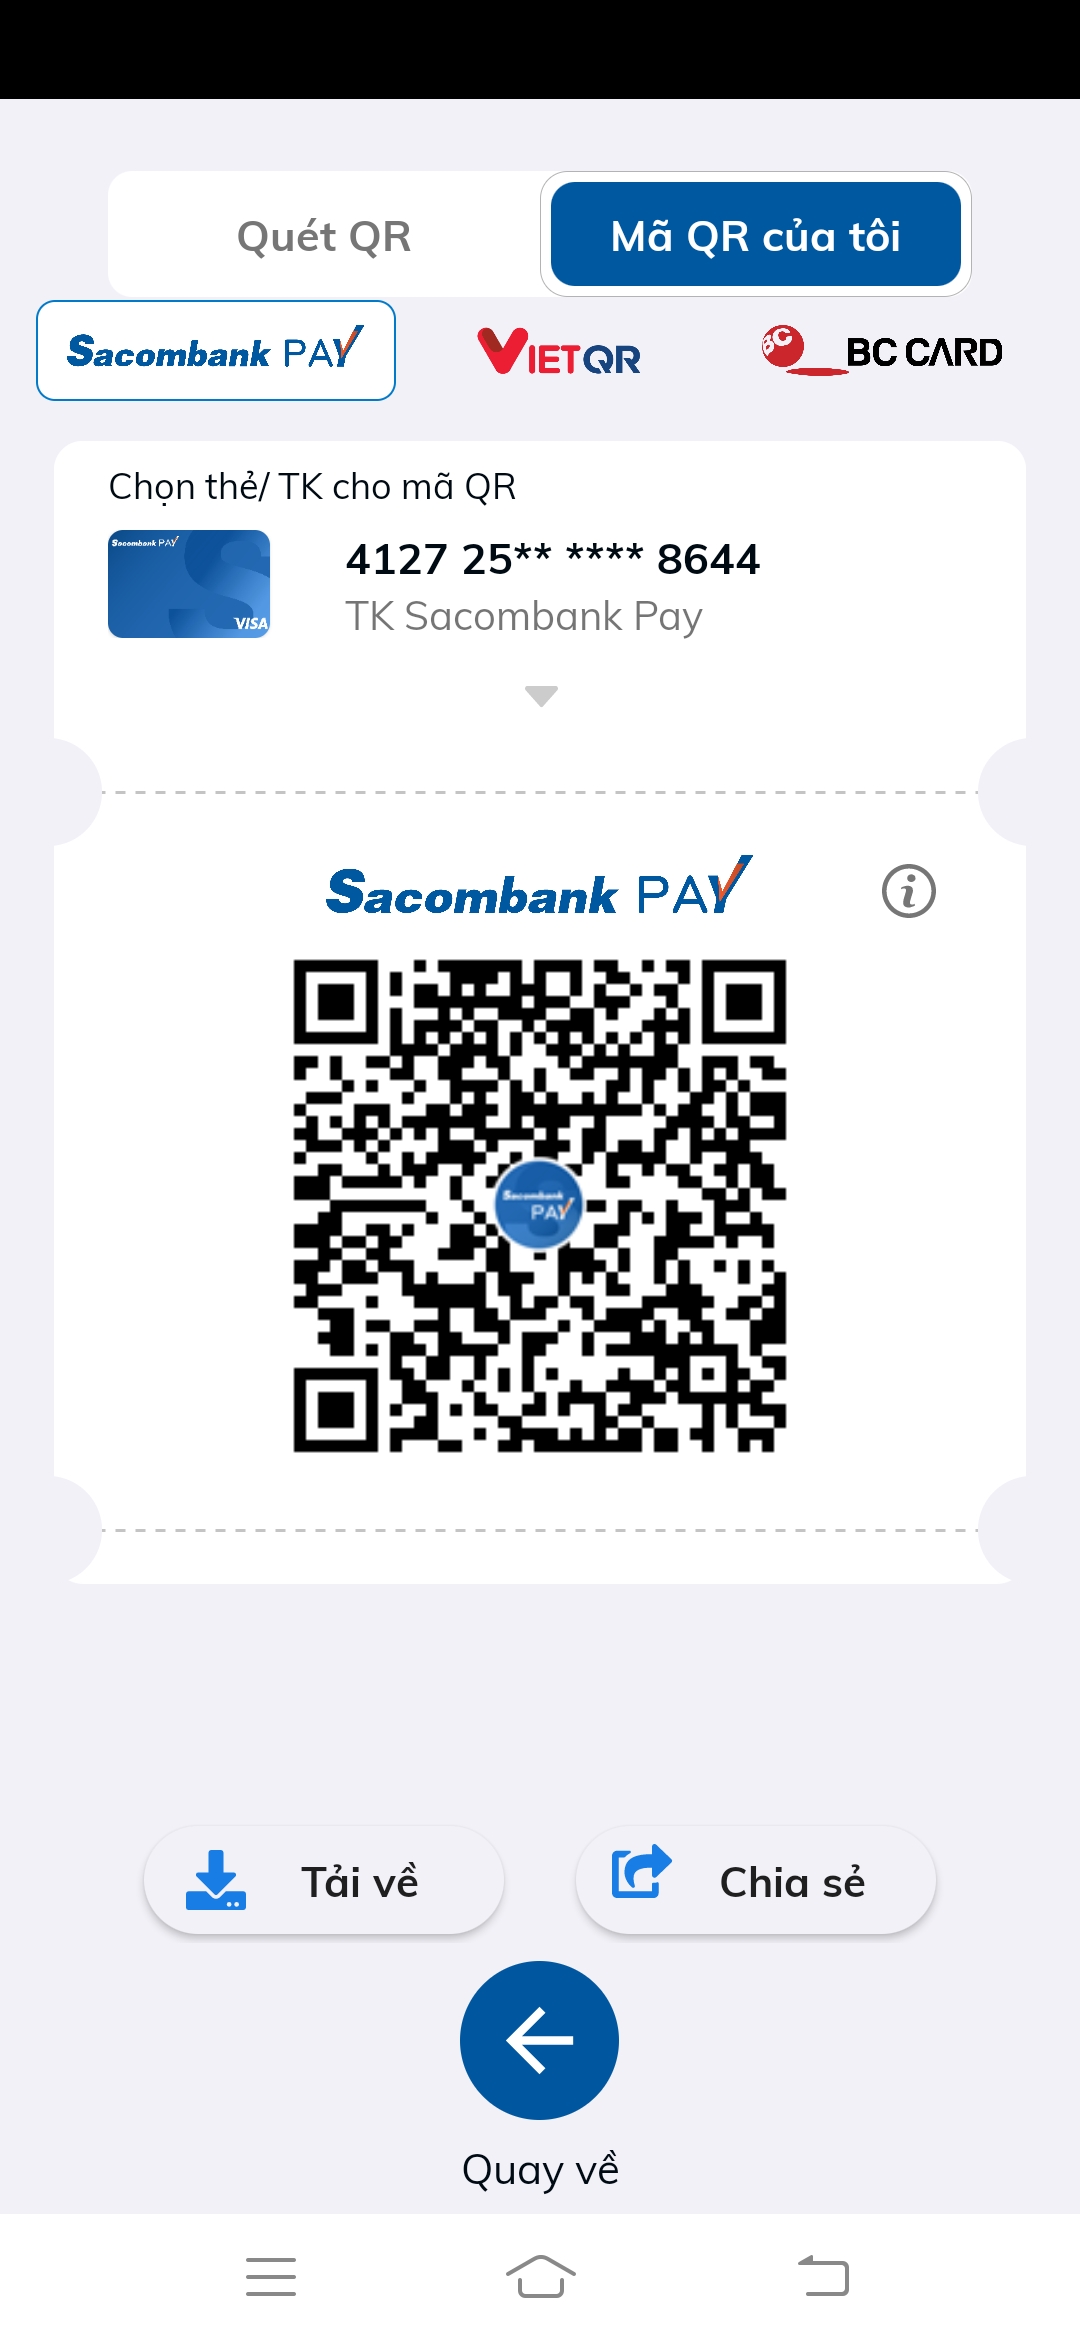 Quét QR
Mã QR của tôi
Sacombank PAY
VIETQR
BC BC CARD
Chọn thẻ/ TK cho mã QR
Sacombank PAY
VISA
4127 25** **** 8644
TK Sacombank Pay
Sacombank PAY
i
Sacombank
PAY
Tải về
Chia sẻ
Quay về